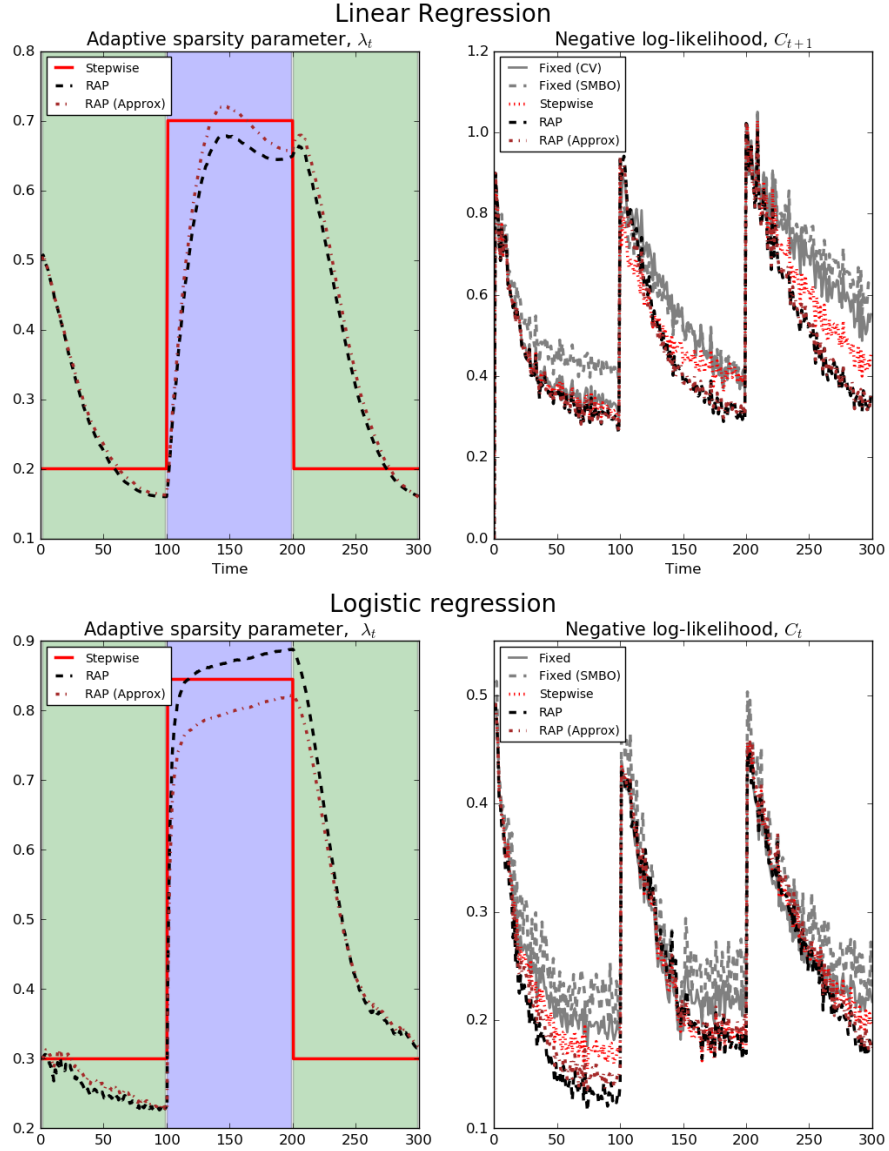 Linear Regression
Adaptive sparsity parameter, λ_t
Stepwise
RAP
RAP (Approx)
0.8
0.7
0.6
0.5
0.4
0.3
0.2
0.1
0 50 100 150 200 250 300
Time
Negative log-likelihood, C_{t+1}
Fixed (CV)
Fixed (SMBO)
Stepwise
RAP
RAP (Approx)
1.2
1.0
0.8
0.6
0.4
0.2
0.0
0 50 100 150 200 250 300
Time
Logistic regression
Adaptive sparsity parameter, λ_t
Stepwise
RAP
RAP (Approx)
0.9
0.8
0.7
0.6
0.5
0.4
0.3
0.2
0 50 100 150 200 250 300
Negative log-likelihood, C_t
Fixed
Fixed (SMBO)
Stepwise
RAP
RAP (Approx)
0.5
0.4
0.3
0.2
0.1
0 50 100 150 200 250 300